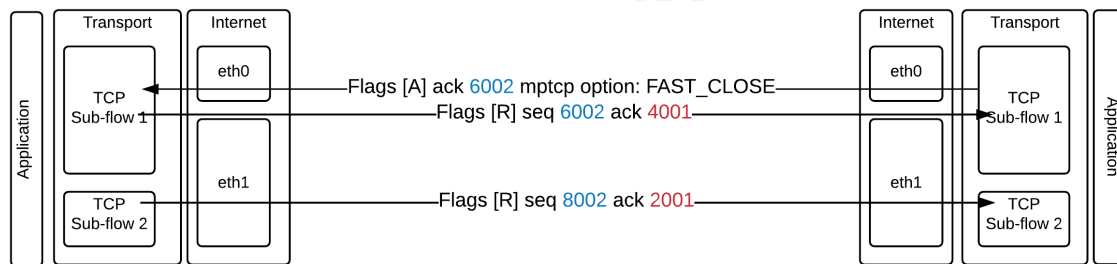 Transport
Internet
Internet
Transport
Application
TCP
Sub-flow 1
eth0
Flags [A] ack 6002 mptcp option: FAST_CLOSE
Flags [R] seq 6002 ack 4001
eth0
TCP
Sub-flow 1
Application
eth1
eth1
TCP
Sub-flow 2
Flags [R] seq 8002 ack 2001
TCP
Sub-flow 2